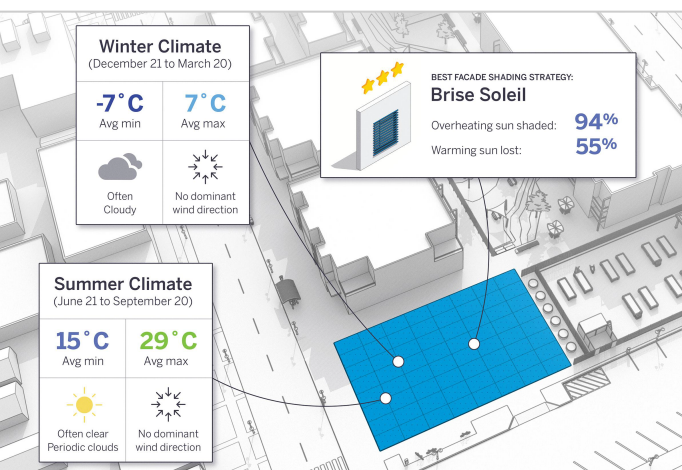 Winter Climate
(December 21 to March 20)
-7°C
Avg min
7°C
Avg max
Often
Cloudy
No dominant
wind direction
BEST FACADE SHADING STRATEGY:
Brise Soleil
Overheating sun shaded: 94%
Warming sun lost: 55%
Summer Climate
(June 21 to September 20)
15°C
Avg min
29°C
Avg max
Often clear
Periodic clouds
No dominant
wind direction